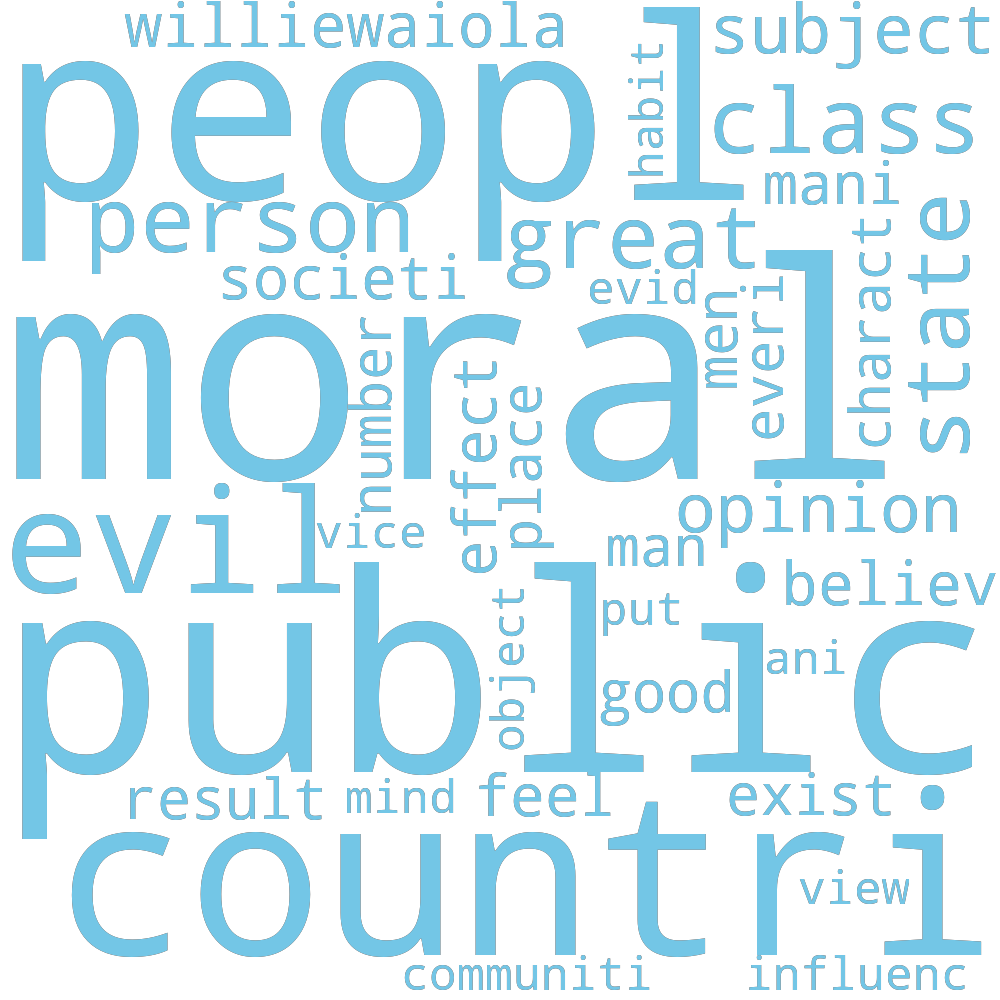 williewaiola
subject
peopl
habit
class
mani
person
great
state
charact
societi
evid
men
everi
moral
number
effect
place
evil
vice
opinion
man
believ
public
object
put
ani
good
result
mind
feel
exist
countri
view
communiti
influenc